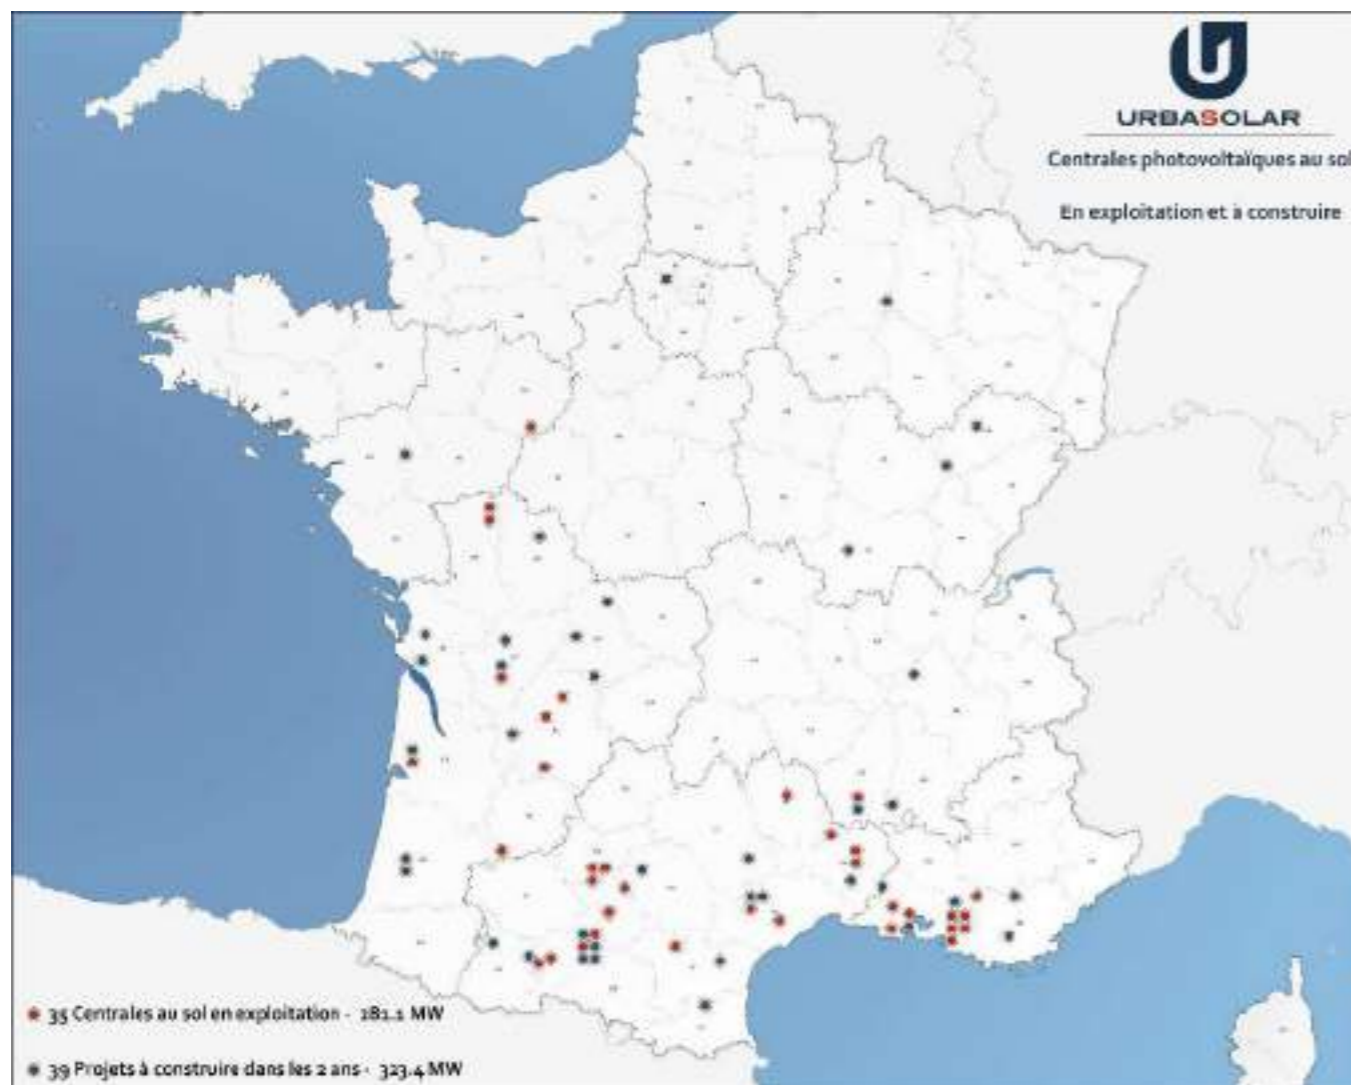 URBASOLAR
Centrales photovoltaïques au sol
En exploitation et à construire
35 Centrales au sol en exploitation - 281.1 MW
39 Projets à construire dans les 2 ans - 323.4 MW